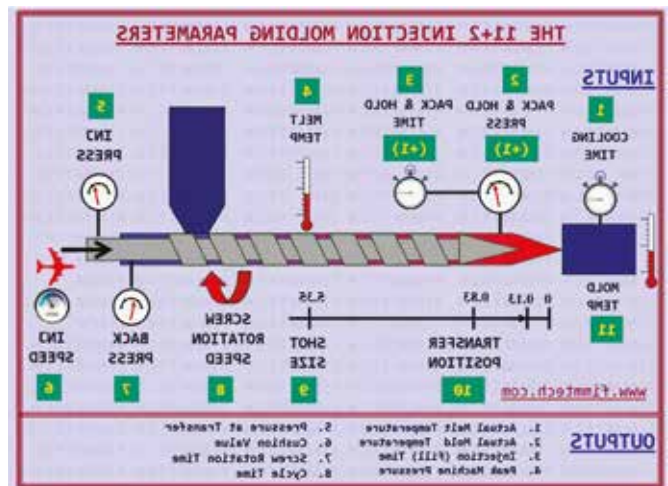 THE 11+2 INJECTION MOLDING PARAMETERS
INPUTS
1
COOLING
TIME
2
PACK & HOLD
PRESS
(+1)
3
PACK & HOLD
TIME
(+1)
4
MELT
TEMP
5
INJ
PRESS
MOLD
TEMP
11
0
0.13
0.83
5.35
TRANSFER
POSITION
10
SHOT
SIZE
9
SCREW
ROTATION
SPEED
8
BACK
PRESS
7
INJ
SPEED
6
www.fimmtech.com
OUTPUTS
1. Actual Melt Temperature
2. Actual Mold Temperature
3. Injection (Fill) Time
4. Peak Machine Pressure
5. Pressure at Transfer
6. Cushion Value
7. Screw Rotation Time
8. Cycle Time